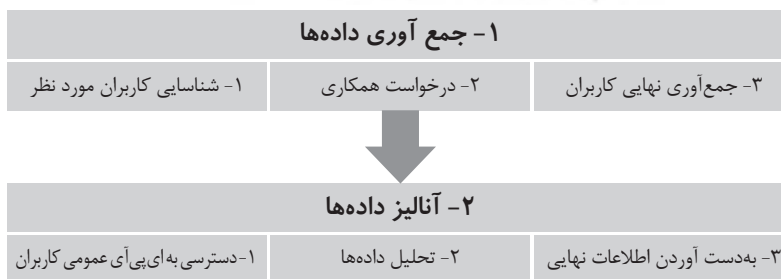 ۱- جمع آوری داده‌ها
۱- شناسایی کاربران مورد نظر
۲- درخواست همکاری
۳- جمع‌آوری نهایی کاربران
۲- آنالیز داده‌ها
۱-دسترسی به ای‌پی‌آی عمومی کاربران
۲- تحلیل داده‌ها
۳- به‌دست آوردن اطلاعات نهایی